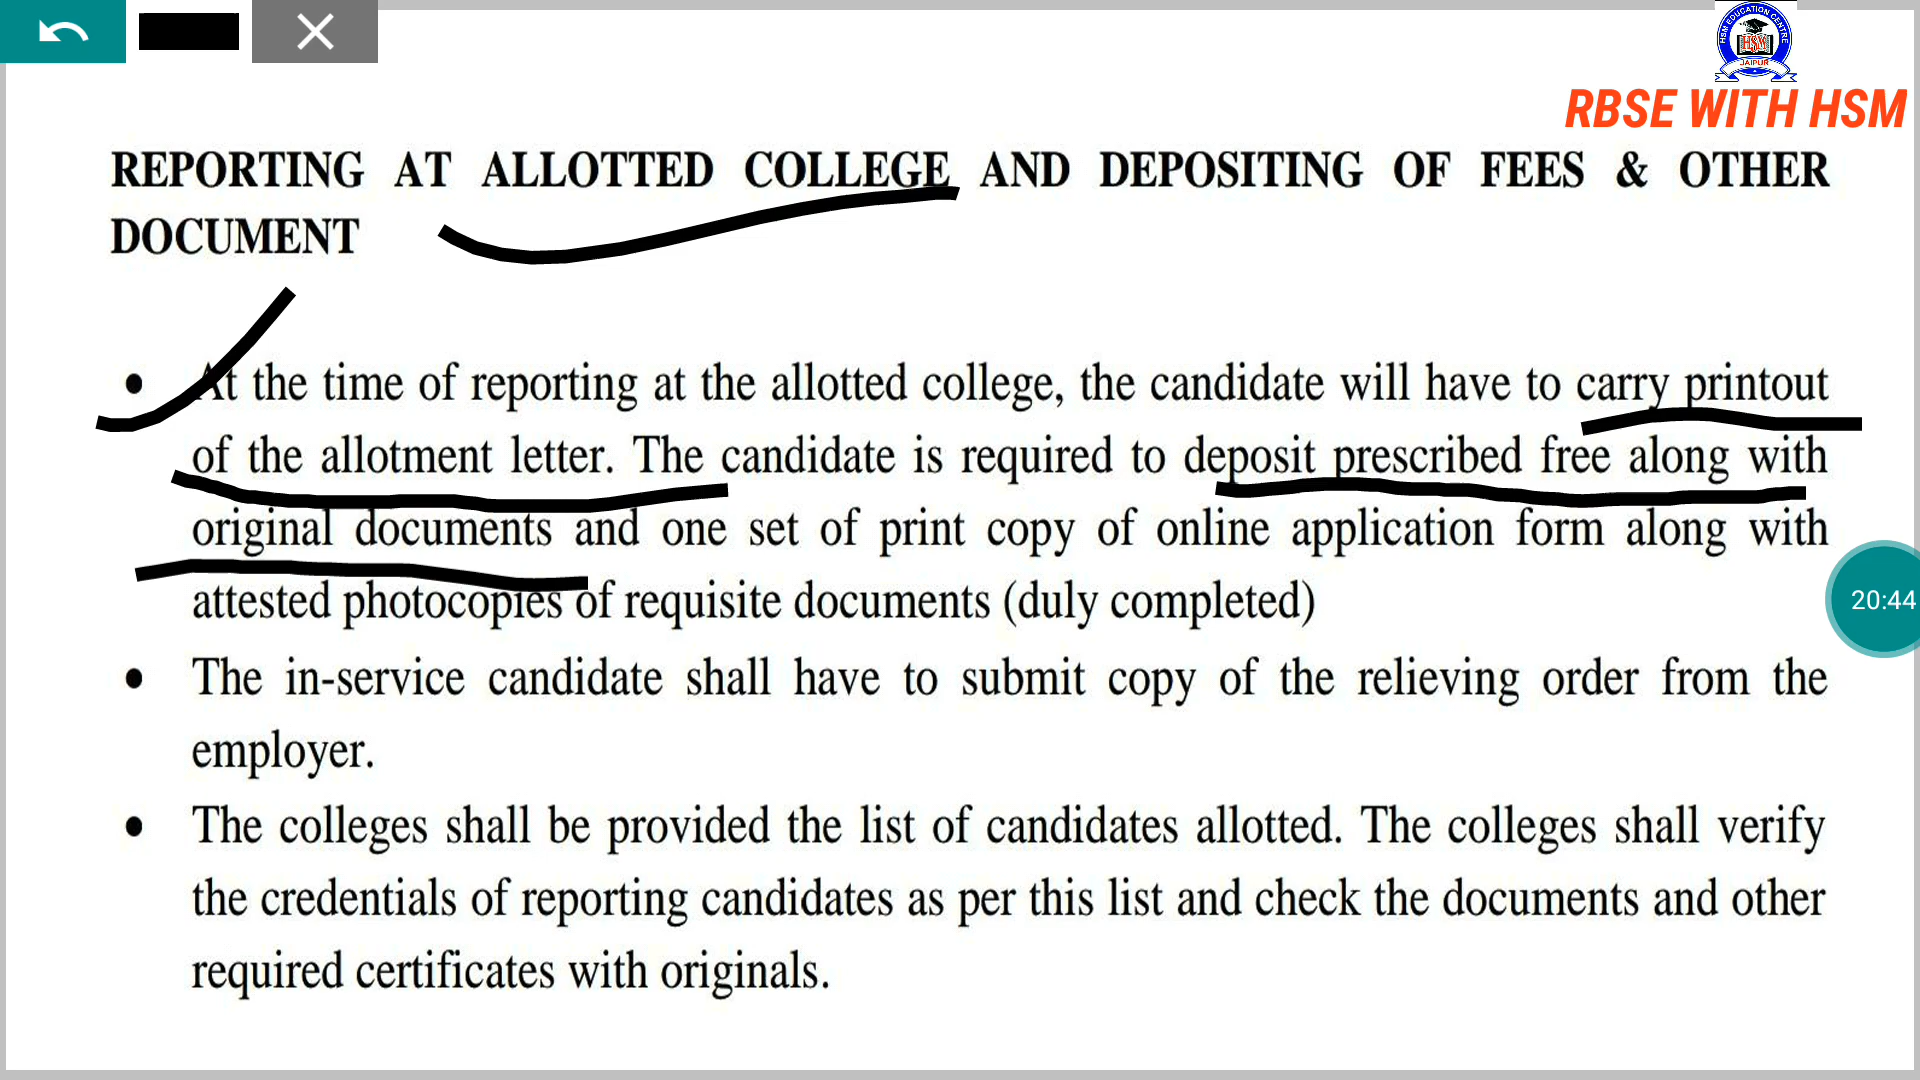 HSM EDUCATION CENTRE
HSM
JAIPUR
RBSE WITH HSM
REPORTING AT ALLOTTED COLLEGE AND DEPOSITING OF FEES & OTHER
DOCUMENT
• At the time of reporting at the allotted college, the candidate will have to carry printout
of the allotment letter. The candidate is required to deposit prescribed free along with
original documents and one set of print copy of online application form along with
attested photocopies of requisite documents (duly completed)
• The in-service candidate shall have to submit copy of the relieving order from the
employer.
• The colleges shall be provided the list of candidates allotted. The colleges shall verify
the credentials of reporting candidates as per this list and check the documents and other
required certificates with originals.
20:44